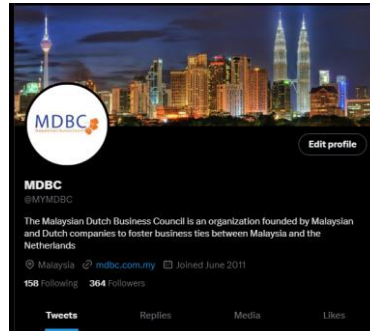 MDBC
Edit profile
MDBC
@MYMDBC
The Malaysian Dutch Business Council is an organization founded by Malaysian
and Dutch companies to foster business ties between Malaysia and the
Netherlands
Malaysia mdbc.com.my Joined June 2011
158 Following 364 Followers
Tweets Replies Media Likes